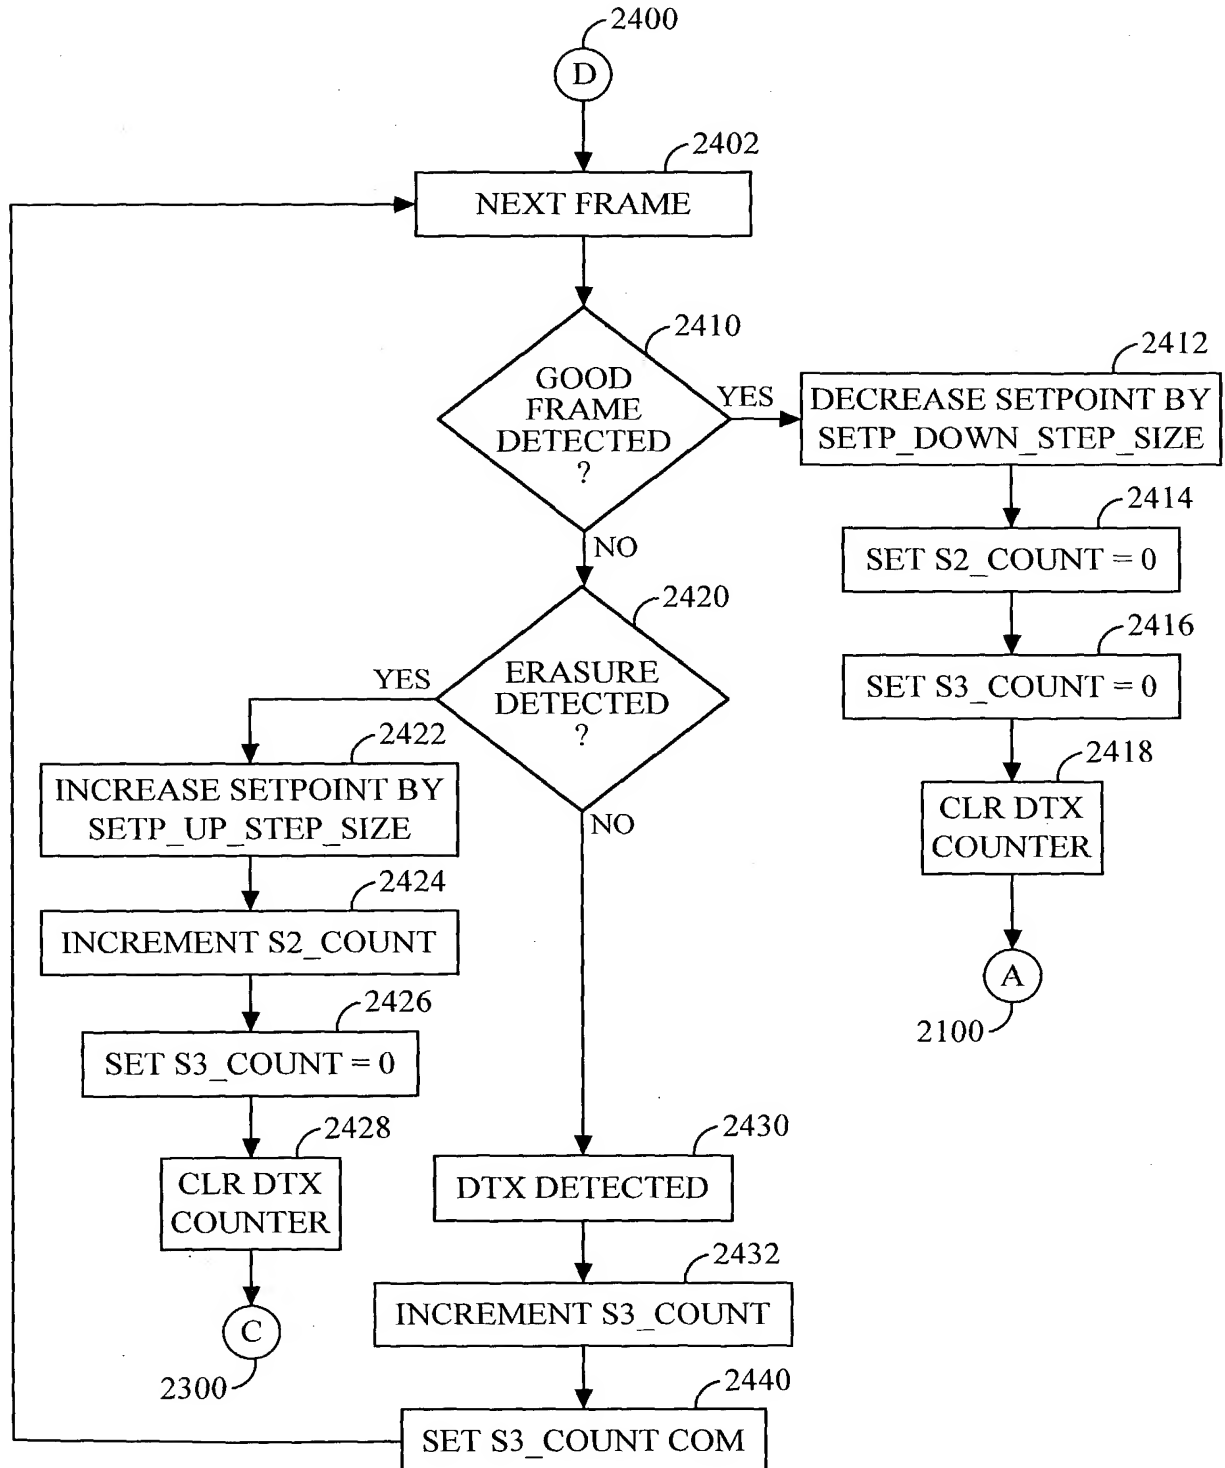 2400
D
2402
NEXT FRAME
2410
GOOD
FRAME
DETECTED
?
YES
2412
DECREASE SETPOINT BY
SETP_DOWN_STEP_SIZE
2414
SET S2_COUNT = 0
2416
SET S3_COUNT = 0
2418
CLR DTX
COUNTER
A
2100
NO
2420
ERASURE
DETECTED
?
YES
2422
INCREASE SETPOINT BY
SETP_UP_STEP_SIZE
2424
INCREMENT S2_COUNT
2426
SET S3_COUNT = 0
2428
CLR DTX
COUNTER
C
2300
NO
2430
DTX DETECTED
2432
INCREMENT S3_COUNT
2440
SET S3_COUNT COM